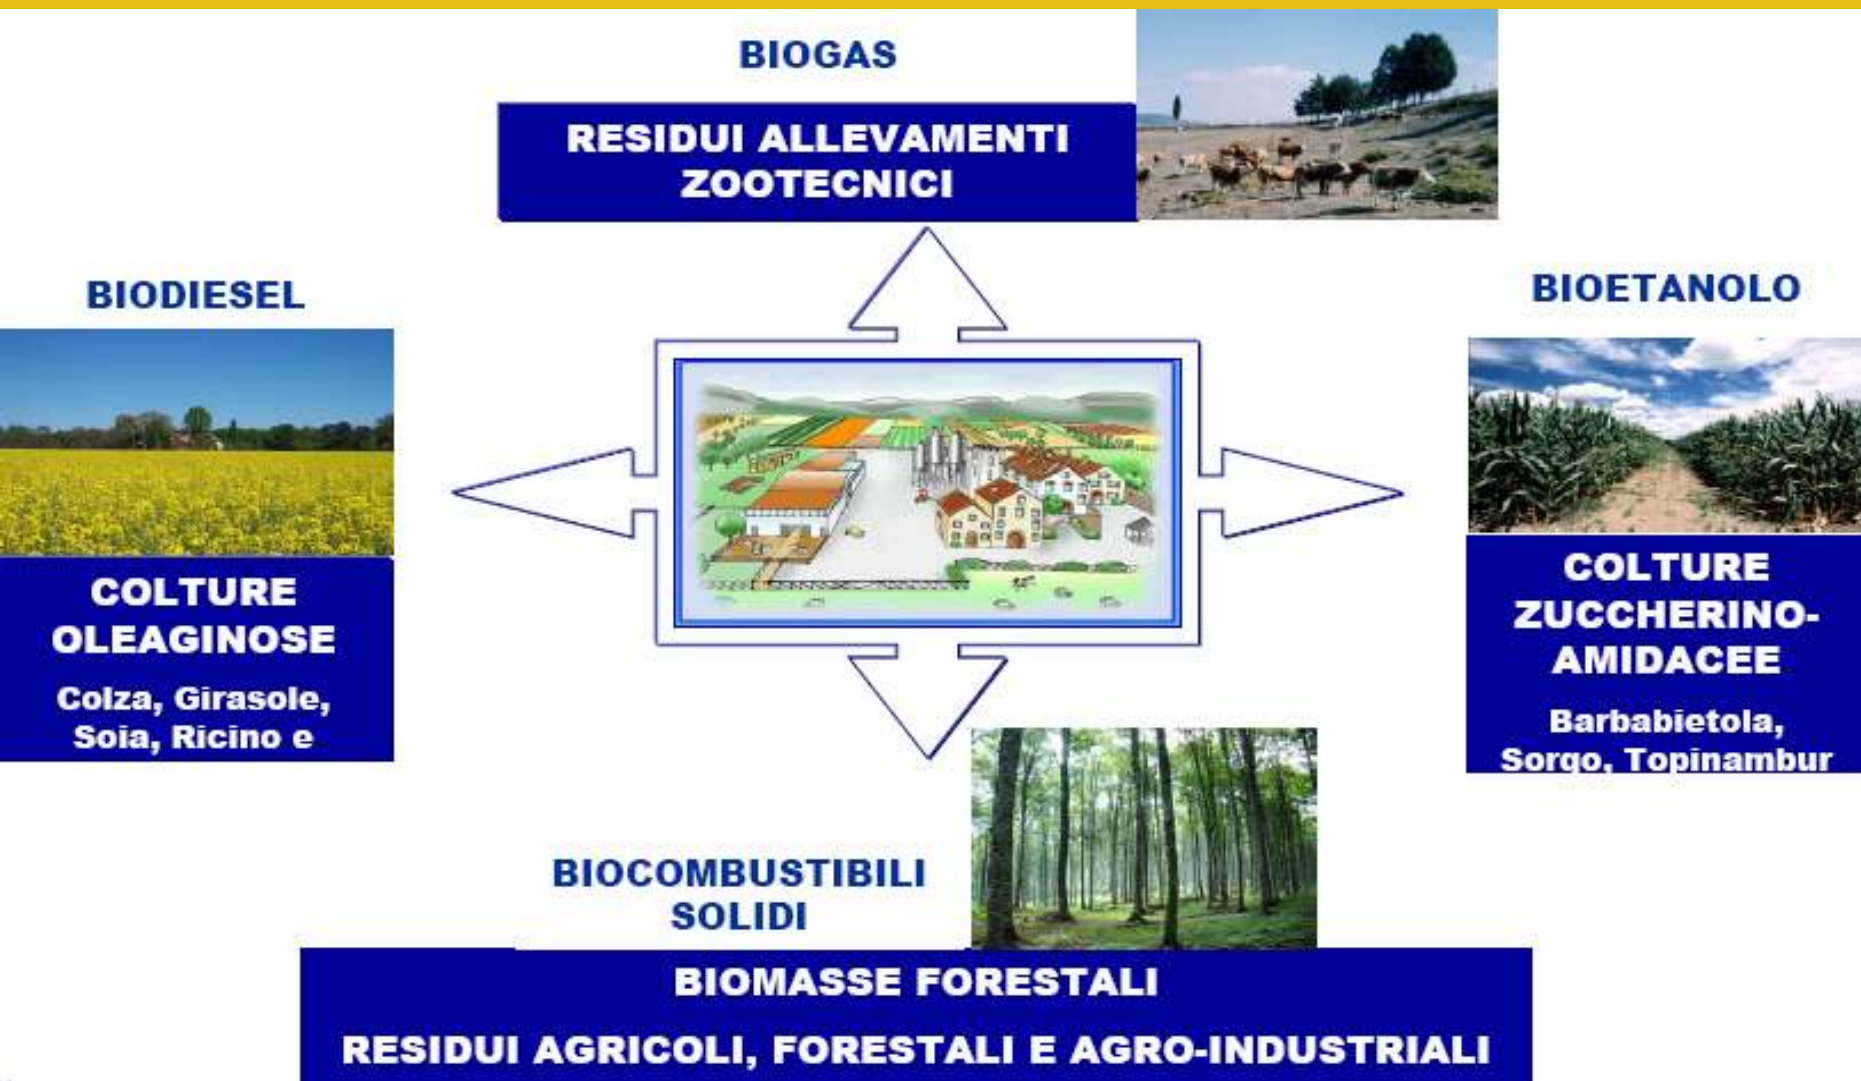 BIOGAS
RESIDUI ALLEVAMENTI
ZOOTECNICI
BIODIESEL
COLTURE
OLEAGINOSE
Colza, Girasole,
Soia, Ricino e
BIOETANOLO
COLTURE
ZUCCHERINO-
AMIDACEE
Barbabietola,
Sorgo, Topinambur
BIOCOMBUSTIBILI
SOLIDI
BIOMASSE FORESTALI
RESIDUI AGRICOLI, FORESTALI E AGRO-INDUSTRIALI